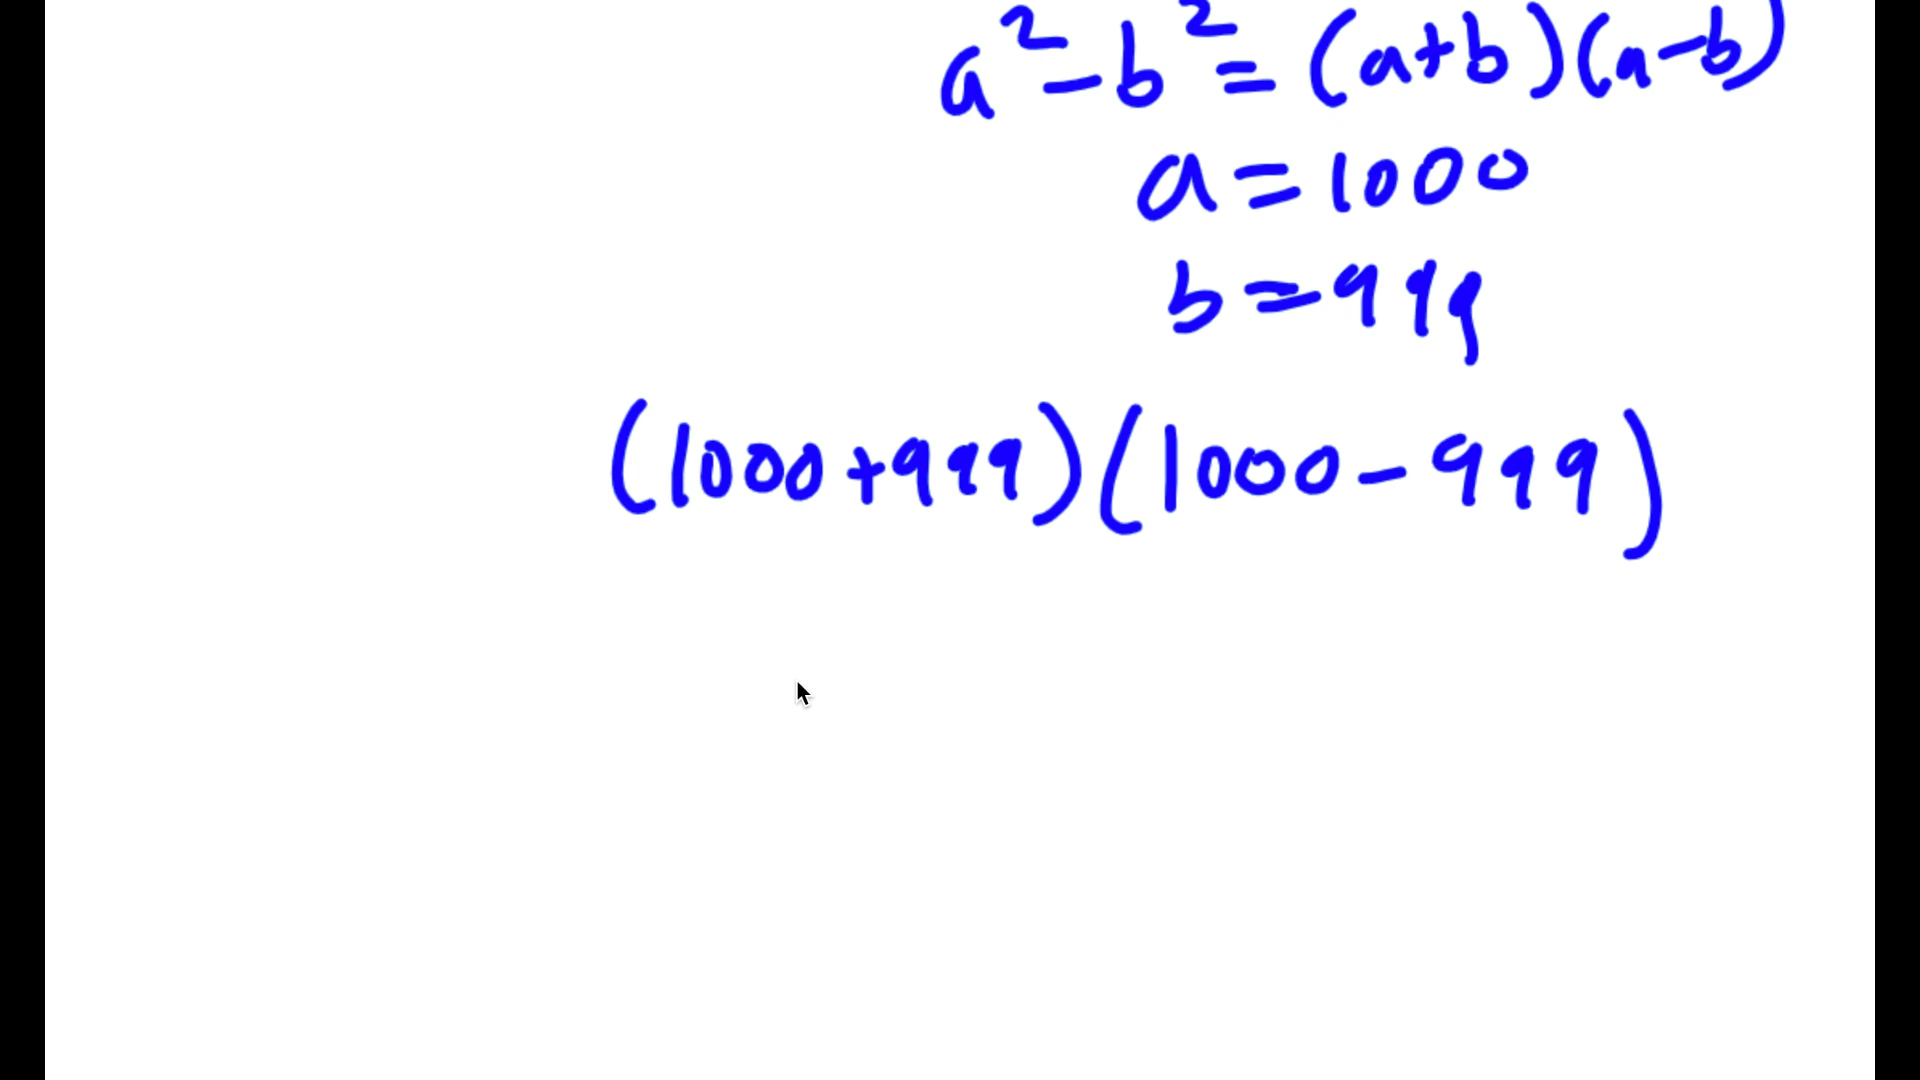 a² - b² = (a+b)(a-b)
a = 1000
b = 999
(1000+999)(1000-999)